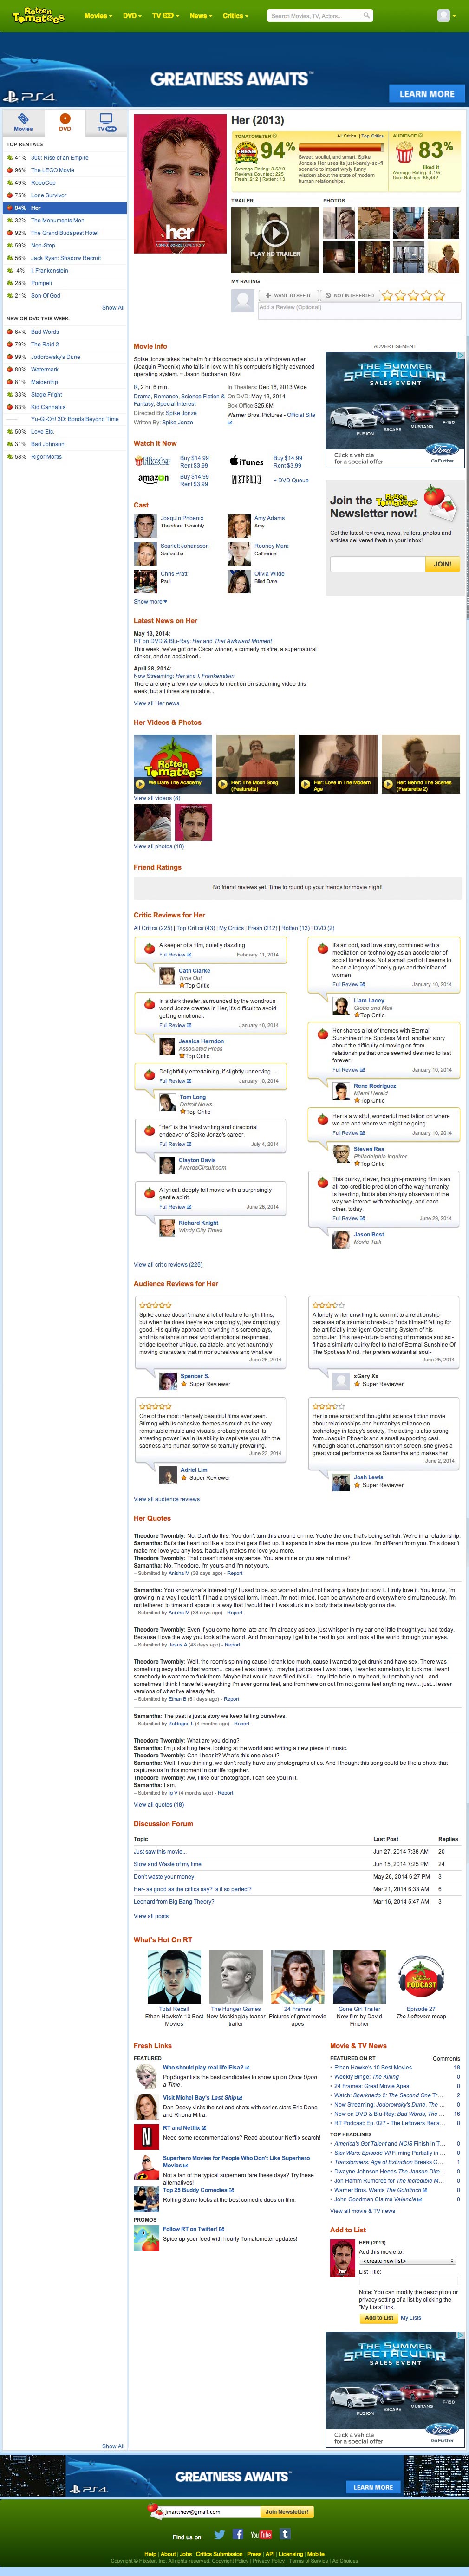 Rotten Tomatoes
Movies DVD TV News Critics
Search Movies, TV, Actors...
GREATNESS AWAITS™
PS4
LEARN MORE
Movies DVD TV
TOP RENTALS
41% 300: Rise of an Empire
96% The LEGO Movie
49% RoboCop
75% Lone Survivor
94% Her
32% The Monuments Men
92% The Grand Budapest Hotel
59% Non-Stop
56% Jack Ryan: Shadow Recruit
4% I, Frankenstein
28% Pompeii
21% Son Of God
Show All
NEW ON DVD THIS WEEK
64% Bad Words
79% The Raid 2
99% Jodorowsky's Dune
80% Watermark
81% Maidentrip
33% Stage Fright
83% Kid Cannabis
Yu-Gi-Oh! 3D: Bonds Beyond Time
50% Love Etc.
31% Bad Johnson
58% Rigor Mortis
Her (2013)
TOMATOMETER
All Critics | Top Critics
94%
Average Rating: 8.5/10
Reviews Counted: 225
Fresh: 212 | Rotten: 13
Sweet, soulful, and smart, Spike Jonze's Her uses its just-barely-sci-fi scenario to impart wryly funny wisdom about the state of modern human relationships.
AUDIENCE
83%
liked it
Average Rating: 4.1/5
User Ratings: 85,442
TRAILER
PLAY HD TRAILER
PHOTOS
her
A SPIKE JONZE LOVE STORY
MY RATING
WANT TO SEE IT
NOT INTERESTED
Add a Review (Optional)
Movie Info
Spike Jonze takes the helm for this comedy about a withdrawn writer
(Joaquin Phoenix) who falls in love with his computer's highly advanced
operating system. ~ Jason Buchanan, Rovi
R, 2 hr. 6 min.
Drama, Romance, Science Fiction &
Fantasy, Special Interest
Directed By: Spike Jonze
Written By: Spike Jonze
In Theaters: Dec 18, 2013 Wide
On DVD: May 13, 2014
Box Office: $25.6M
Warner Bros. Pictures - Official Site
ADVERTISEMENT
THE SUMMER
SPECTACULAR
SALES EVENT
FUSION ESCAPE MUSTANG F-150
Click a vehicle
for a special offer
Ford
Go Further
Watch It Now
Flixster
Buy $14.99
Rent $3.99
iTunes
Buy $14.99
Rent $3.99
amazon
Buy $14.99
Rent $3.99
NETFLIX
+ DVD Queue
Join the Rotten Tomatoes
Newsletter now!
Get the latest reviews, news, trailers, photos and
articles delivered fresh to your inbox!
JOIN!
Cast
Joaquin Phoenix
Theodore Twombly
Amy Adams
Amy
Scarlett Johansson
Samantha
Rooney Mara
Catherine
Chris Pratt
Paul
Olivia Wilde
Blind Date
Show more
Latest News on Her
May 13, 2014:
RT on DVD & Blu-Ray: Her and That Awkward Moment
This week, we've got one Oscar winner, a comedy misfire, a supernatural
stinker, and an acclaimed...
April 28, 2014:
Now Streaming: Her and I, Frankenstein
There are only a few new choices to mention on streaming video this
week, but all three are notable...
View all Her news
Her Videos & Photos
We Dare The Academy
Her: The Moon Song (Featurette)
Her: Love In The Modern Age
Her: Behind The Scenes (Featurette 2)
View all videos (8)
View all photos (10)
Friend Ratings
No friend reviews yet. Time to round up your friends for movie night!
Critic Reviews for Her
All Critics (225) | Top Critics (43) | My Critics | Fresh (212) | Rotten (13) | DVD (2)
A keeper of a film, quietly dazzling
Full Review February 11, 2014
Cath Clarke
Time Out
Top Critic
It's an odd, sad love story, combined with a
meditation on technology as an accelerator of
social loneliness. Not a small part of it seems to
be an allegory of lonely guys and their fear of
women.
Full Review January 10, 2014
Liam Lacey
Globe and Mail
Top Critic
In a dark theater, surrounded by the wondrous
world Jonze creates in Her, it's difficult to avoid
getting emotional.
Full Review January 10, 2014
Jessica Herndon
Associated Press
Top Critic
Her shares a lot of themes with Eternal
Sunshine of the Spotless Mind, another story
about the difficulty of moving on from
relationships that once seemed destined to last
forever.
Full Review January 10, 2014
Rene Rodriguez
Miami Herald
Top Critic
Delightfully entertaining, if slightly unnerving ...
Full Review January 10, 2014
Tom Long
Detroit News
Top Critic
Her is a wistful, wonderful meditation on where
we are and where we might be going.
Full Review January 10, 2014
Steven Rea
Philadelphia Inquirer
Top Critic
"Her" is the finest writing and directorial
endeavor of Spike Jonze's career.
Full Review July 4, 2014
Clayton Davis
AwardsCircuit.com
This quirky, clever, thought-provoking film is an
all-too-credible prediction of the way humanity
is heading, but is also sharply observant of the
way we interact with technology, and each
other, today.
Full Review June 29, 2014
Jason Best
Movie Talk
A lyrical, deeply felt movie with a surprisingly
gentle spirit.
Full Review June 28, 2014
Richard Knight
Windy City Times
View all critic reviews (225)
Audience Reviews for Her
Spike Jonze doesn't make a lot of feature length films,
but when he does they're eye poppingly, jaw droppingly
good. His hypnotic approach to writing his screenplays,
and his reliance on real world emotional responses,
bridge together unique, palatable, and yet hauntingly
moving characters that mirror ourselves and what we
June 25, 2014
Spencer S.
Super Reviewer
A lonely writer unwilling to commit to a relationship
because of a traumatic break-up finds himself falling for
the artificially intelligent Operating System of his
computer. This near-future blending of romance and sci-
fi has a similarly quirky feel to that of Eternal Sunshine Of
The Spotless Mind. Her prefers existential soul-
June 25, 2014
xGary Xx
Super Reviewer
One of the most intensely beautiful films ever seen.
Stirring with its cohesive themes as much as the very
remarkable music and visuals, probably most of its
primal power lies in its ability to captivate you with the
sadness and human sorrow so tearfully prevailing.
June 23, 2014
Adriel Lim
Super Reviewer
Her is one smart and thoughtful science fiction movie
about relationships and humanity's reliance on
technology in today's society. The acting is also strong
from Joaquin Phoenix and a small supporting cast.
Although Scarlet Johansson isn't on screen, she gives a
great vocal performance as Samantha and makes her
June 2, 2014
Josh Lewis
Super Reviewer
View all audience reviews
Her Quotes
Theodore Twombly: No. Don't do this. You don't turn this around on me. You're the one that's being selfish. We're in a relationship.
Samantha: But's the heart not like a box that gets filled up. It expands in size the more you love. I'm different from you. This doesn't
make me love you any less. It actually makes me love you more.
Theodore Twombly: That doesn't make any sense. You are mine or you are not mine?
Samantha: No, Theodore. I'm yours and I'm not yours.
– Submitted by Anisha M (38 days ago) - Report
Samantha: You know what's Interesting? I used to be..so worried about not having a body,but now I.. I truly love it. You know, I'm
growing in a way I couldn't if I had a physical form. I mean, I'm not limited. I can be anywhere and everywhere simultaneously. I'm
not tethered to time and space in a way that I would be if I was stuck in a body that's inevitably gonna die.
– Submitted by Anisha M (38 days ago) - Report
Theodore Twombly: Even if you come home late and I'm already asleep, just whisper in my ear one little thought you had today.
Because I love the way you look at the world. And I'm so happy I get to be next to you and look at the world through your eyes.
– Submitted by Jesus A (48 days ago) - Report
Theodore Twombly: Well, the room's spinning cause I drank too much, cause I wanted to get drunk and have sex. There was
something sexy about that woman... cause I was lonely... maybe just cause I was lonely. I wanted somebody to fuck me. I want
somebody to want me to fuck them. Maybe that would have filled this ti-... tiny little hole in my heart, but probably not... and
sometimes I think I've felt everything I'm ever gonna feel, and from here on out I'm not gonna feel anything new... just... lesser
versions of what I've already felt.
– Submitted by Ethan B (51 days ago) - Report
Samantha: The past is just a story we keep telling ourselves.
– Submitted by Zoldagne L (4 months ago) - Report
Theodore Twombly: What are you doing?
Samantha: I'm just sitting here, looking at the world and writing a new piece of music.
Theodore Twombly: Can I hear it? What's this one about?
Samantha: Well, I was thinking, we don't really have any photographs of us. And I thought this song could be like a photo that
captures us in this moment in our life together.
Theodore Twombly: Aw, I like our photograph. I can see you in it.
Samantha: I am.
– Submitted by Ig V (4 months ago) - Report
View all quotes (18)
Discussion Forum
Topic Last Post Replies
Just saw this movie... Jun 27, 2014 7:38 AM 20
Slow and Waste of my time Jun 15, 2014 7:25 PM 24
Don't waste your money May 26, 2014 6:27 PM 3
Her- as good as the critics say? Is it so perfect? Mar 21, 2014 6:33 AM 6
Leonard from Big Bang Theory? Mar 16, 2014 5:47 AM 3
View all posts
What's Hot On RT
Total Recall
Ethan Hawke's 10 Best
Movies
The Hunger Games
New Mockingjay teaser
trailer
24 Frames
Pictures of great movie
apes
Gone Girl Trailer
New film by David
Fincher
PODCAST
Episode 27
The Leftovers recap
Fresh Links
FEATURED
Who should play real life Elsa?
PopSugar lists the best candidates to show up on Once Upon
a Time.
Visit Michel Bay's Last Ship
Dan Deevy visits the set and chats with series stars Eric Dane
and Rhona Mitra.
RT and Netflix
Need some recommendations? Read about our Netflix search!
Superhero Movies for People Who Don't Like Superhero
Movies
Not a fan of the typical superhero fare these days? Try these
alternatives!
Top 25 Buddy Comedies
Rolling Stone looks at the best comedic duos on film.
PROMOS
Follow RT on Twitter!
Spice up your feed with hourly Tomatometer updates!
Movie & TV News
FEATURED ON RT Comments
Ethan Hawke's 10 Best Movies 18
Weekly Binge: The Killing 0
24 Frames: Great Movie Apes 0
Watch: Sharknado 2: The Second One Tr... 2
Now Streaming: Jodorowsky's Dune, The ... 0
New on DVD & Blu-Ray: Bad Words, The ... 16
RT Podcast: Ep. 027 - The Leftovers Reca... 0
TOP HEADLINES
America's Got Talent and NCIS Finish in T... 0
Star Wars: Episode VII Filming Partially in ... 0
Transformers: Age of Extinction Breaks C... 1
Dwayne Johnson Heads The Janson Dire... 0
Jon Hamm Rumored for The Incredible M... 0
Warner Bros. Wants The Goldfinch 0
John Goodman Claims Valencia 0
View all movie & TV news
Add to List
HER (2013)
Add this movie to:
<create new list>
List Title:
Note: You can modify the description or
privacy setting of a list by clicking the
"My Lists" link.
Add to List My Lists
THE SUMMER
SPECTACULAR
SALES EVENT
FUSION ESCAPE MUSTANG F-150
Click a vehicle
for a special offer
Ford
Go Further
Show All
PS4
GREATNESS AWAITS™
LEARN MORE
jmattthew@gmail.com
Join Newsletter!
Find us on:
You Tube
Help | About | Jobs | Critics Submission | Press | API | Licensing | Mobile
Copyright © Flixster, Inc. All rights reserved. Copyright Policy | Privacy Policy | Terms of Service | Ad Choices